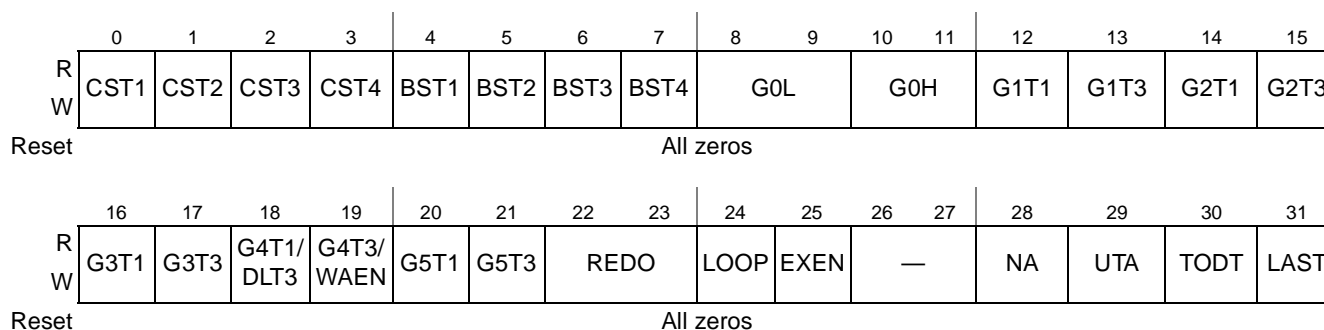 0 1 2 3 4 5 6 7 8 9 10 11 12 13 14 15
R
W
CST1 CST2 CST3 CST4 BST1 BST2 BST3 BST4 G0L G0H G1T1 G1T3 G2T1 G2T3
Reset All zeros
16 17 18 19 20 21 22 23 24 25 26 27 28 29 30 31
R
W
G3T1 G3T3 G4T1/ DLT3 G4T3/ WAEN G5T1 G5T3 REDO LOOP EXEN — NA UTA TODT LAST
Reset All zeros